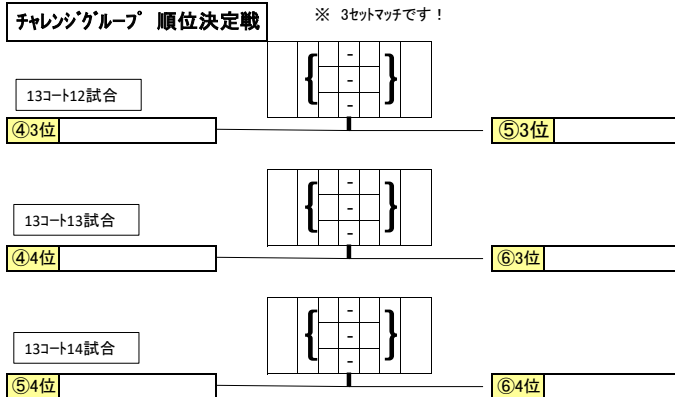 チャレンジグループ 順位決定戦
※ 3セットマッチです！
{ - }
-
-
13コート12試合
④3位
⑤3位
{ - }
-
-
13コート13試合
④4位
⑥3位
{ - }
-
-
13コート14試合
⑤4位
⑥4位